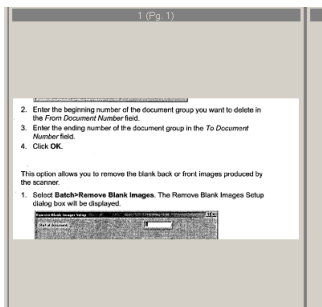 1 (Pg. 1)
2. Enter the beginning number of the document group you want to delete in
the From Document Number field.
3. Enter the ending number of the document group in the To Document
Number field.
4. Click OK.
This option allows you to remove the blank back or front images produced by
the scanner.
1. Select Batch>Remove Blank Images. The Remove Blank Images Setup
dialog box will be displayed.
Remove Blank Images Setup
Start at document